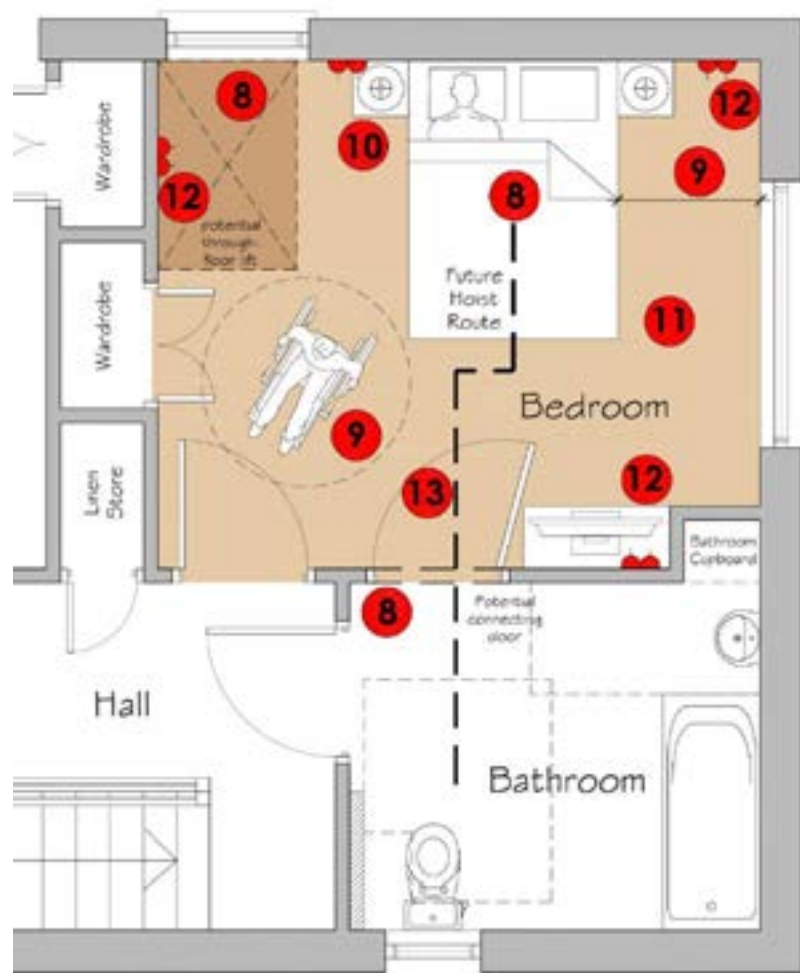 Wardrobe
8
12
potential
through-
floor lift
10
8
Future
Hoist
Route
12
9
11
Wardrobe
9
Bedroom
Linen
Store
13
12
Bathroom
Cupboard
8
Potential
connecting
door
Hall
Bathroom